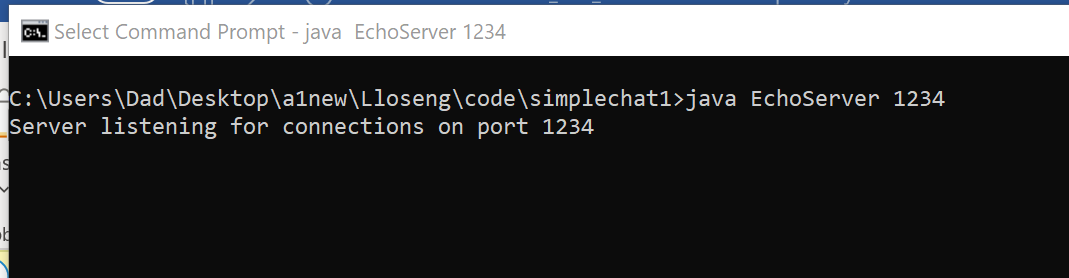 Select Command Prompt - java  EchoServer 1234
C:\Users\Dad\Desktop\a1new\Lloseng\code\simplechat1>java EchoServer 1234
Server listening for connections on port 1234